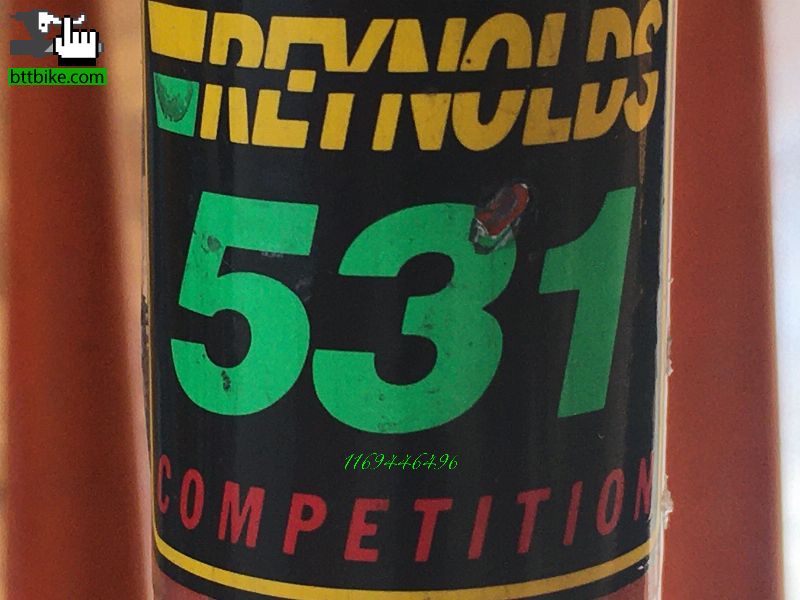 bttbike.com
REYNOLDS
531
1169446496
COMPETITION